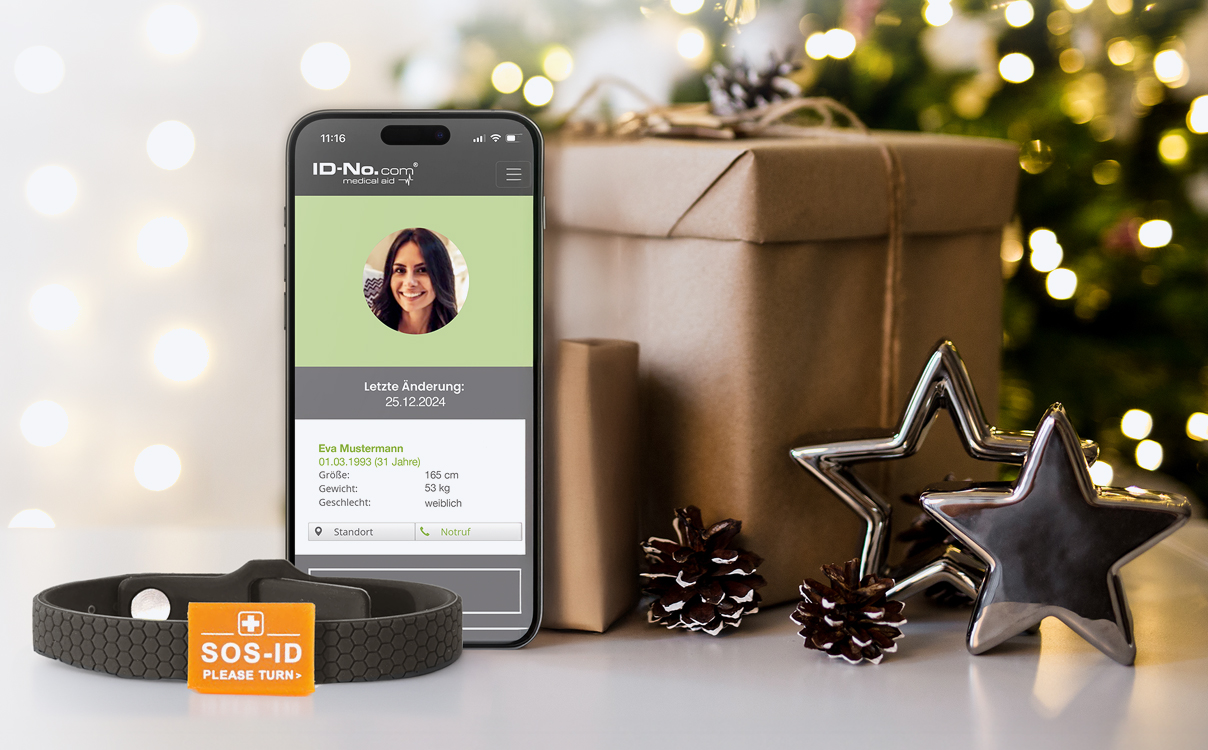 11:16
ID-No.com®
medical aid
Letzte Änderung:
25.12.2024
Eva Mustermann
01.03.1993 (31 Jahre)
Größe: 165 cm
Gewicht: 53 kg
Geschlecht: weiblich
Standort Notruf
SOS-ID
PLEASE TURN>